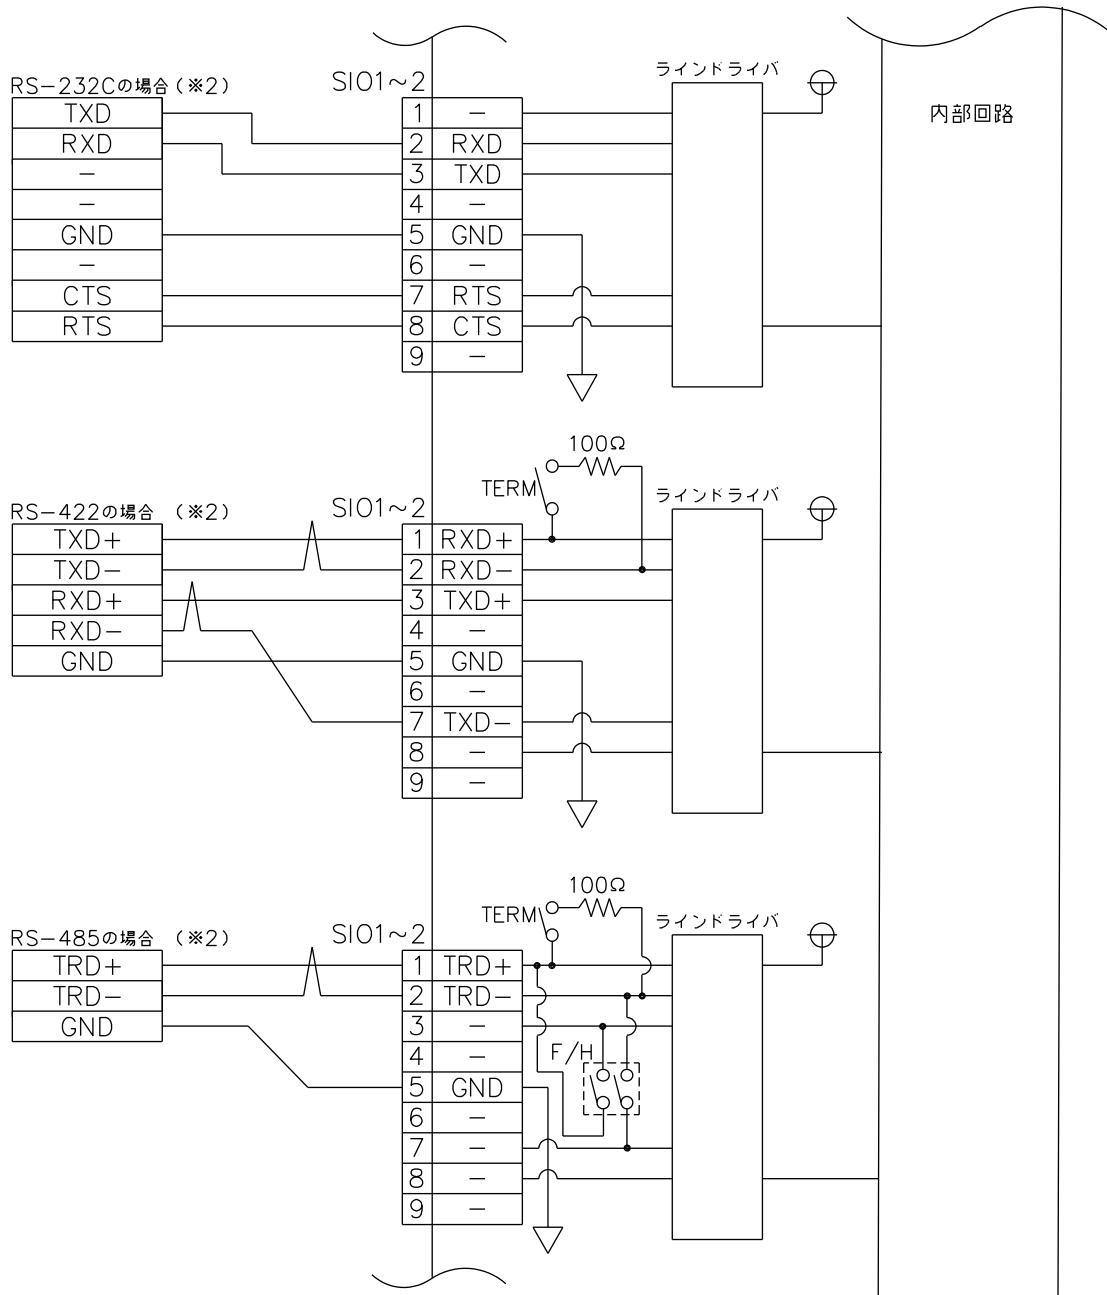 RS-232Cの場合(※2)
TXD
RXD
-
-
GND
-
CTS
RTS
SIO1~2
1 -
2 RXD
3 TXD
4 -
5 GND
6 -
7 RTS
8 CTS
9 -
ラインドライバ
内部回路
RS-422の場合 (※2)
TXD+
TXD-
RXD+
RXD-
GND
SIO1~2
1 RXD+
2 RXD-
3 TXD+
4 -
5 GND
6 -
7 TXD-
8 -
9 -
TERM
100Ω
ラインドライバ
RS-485の場合 (※2)
TRD+
TRD-
GND
SIO1~2
1 TRD+
2 TRD-
3 -
4 -
5 GND
6 -
7 -
8 -
9 -
TERM
100Ω
F/H
ラインドライバ